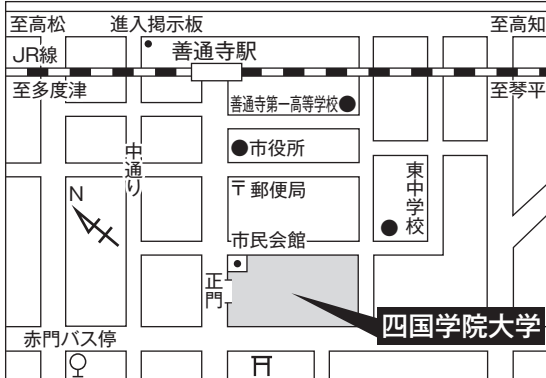 至高松
進入掲示板
至高知
JR線
善通寺駅
至多度津
至琴平
善通寺第一高等学校
中通り
市役所
東中学校
N
〒郵便局
市民会館
正門
四国学院大学
赤門バス停